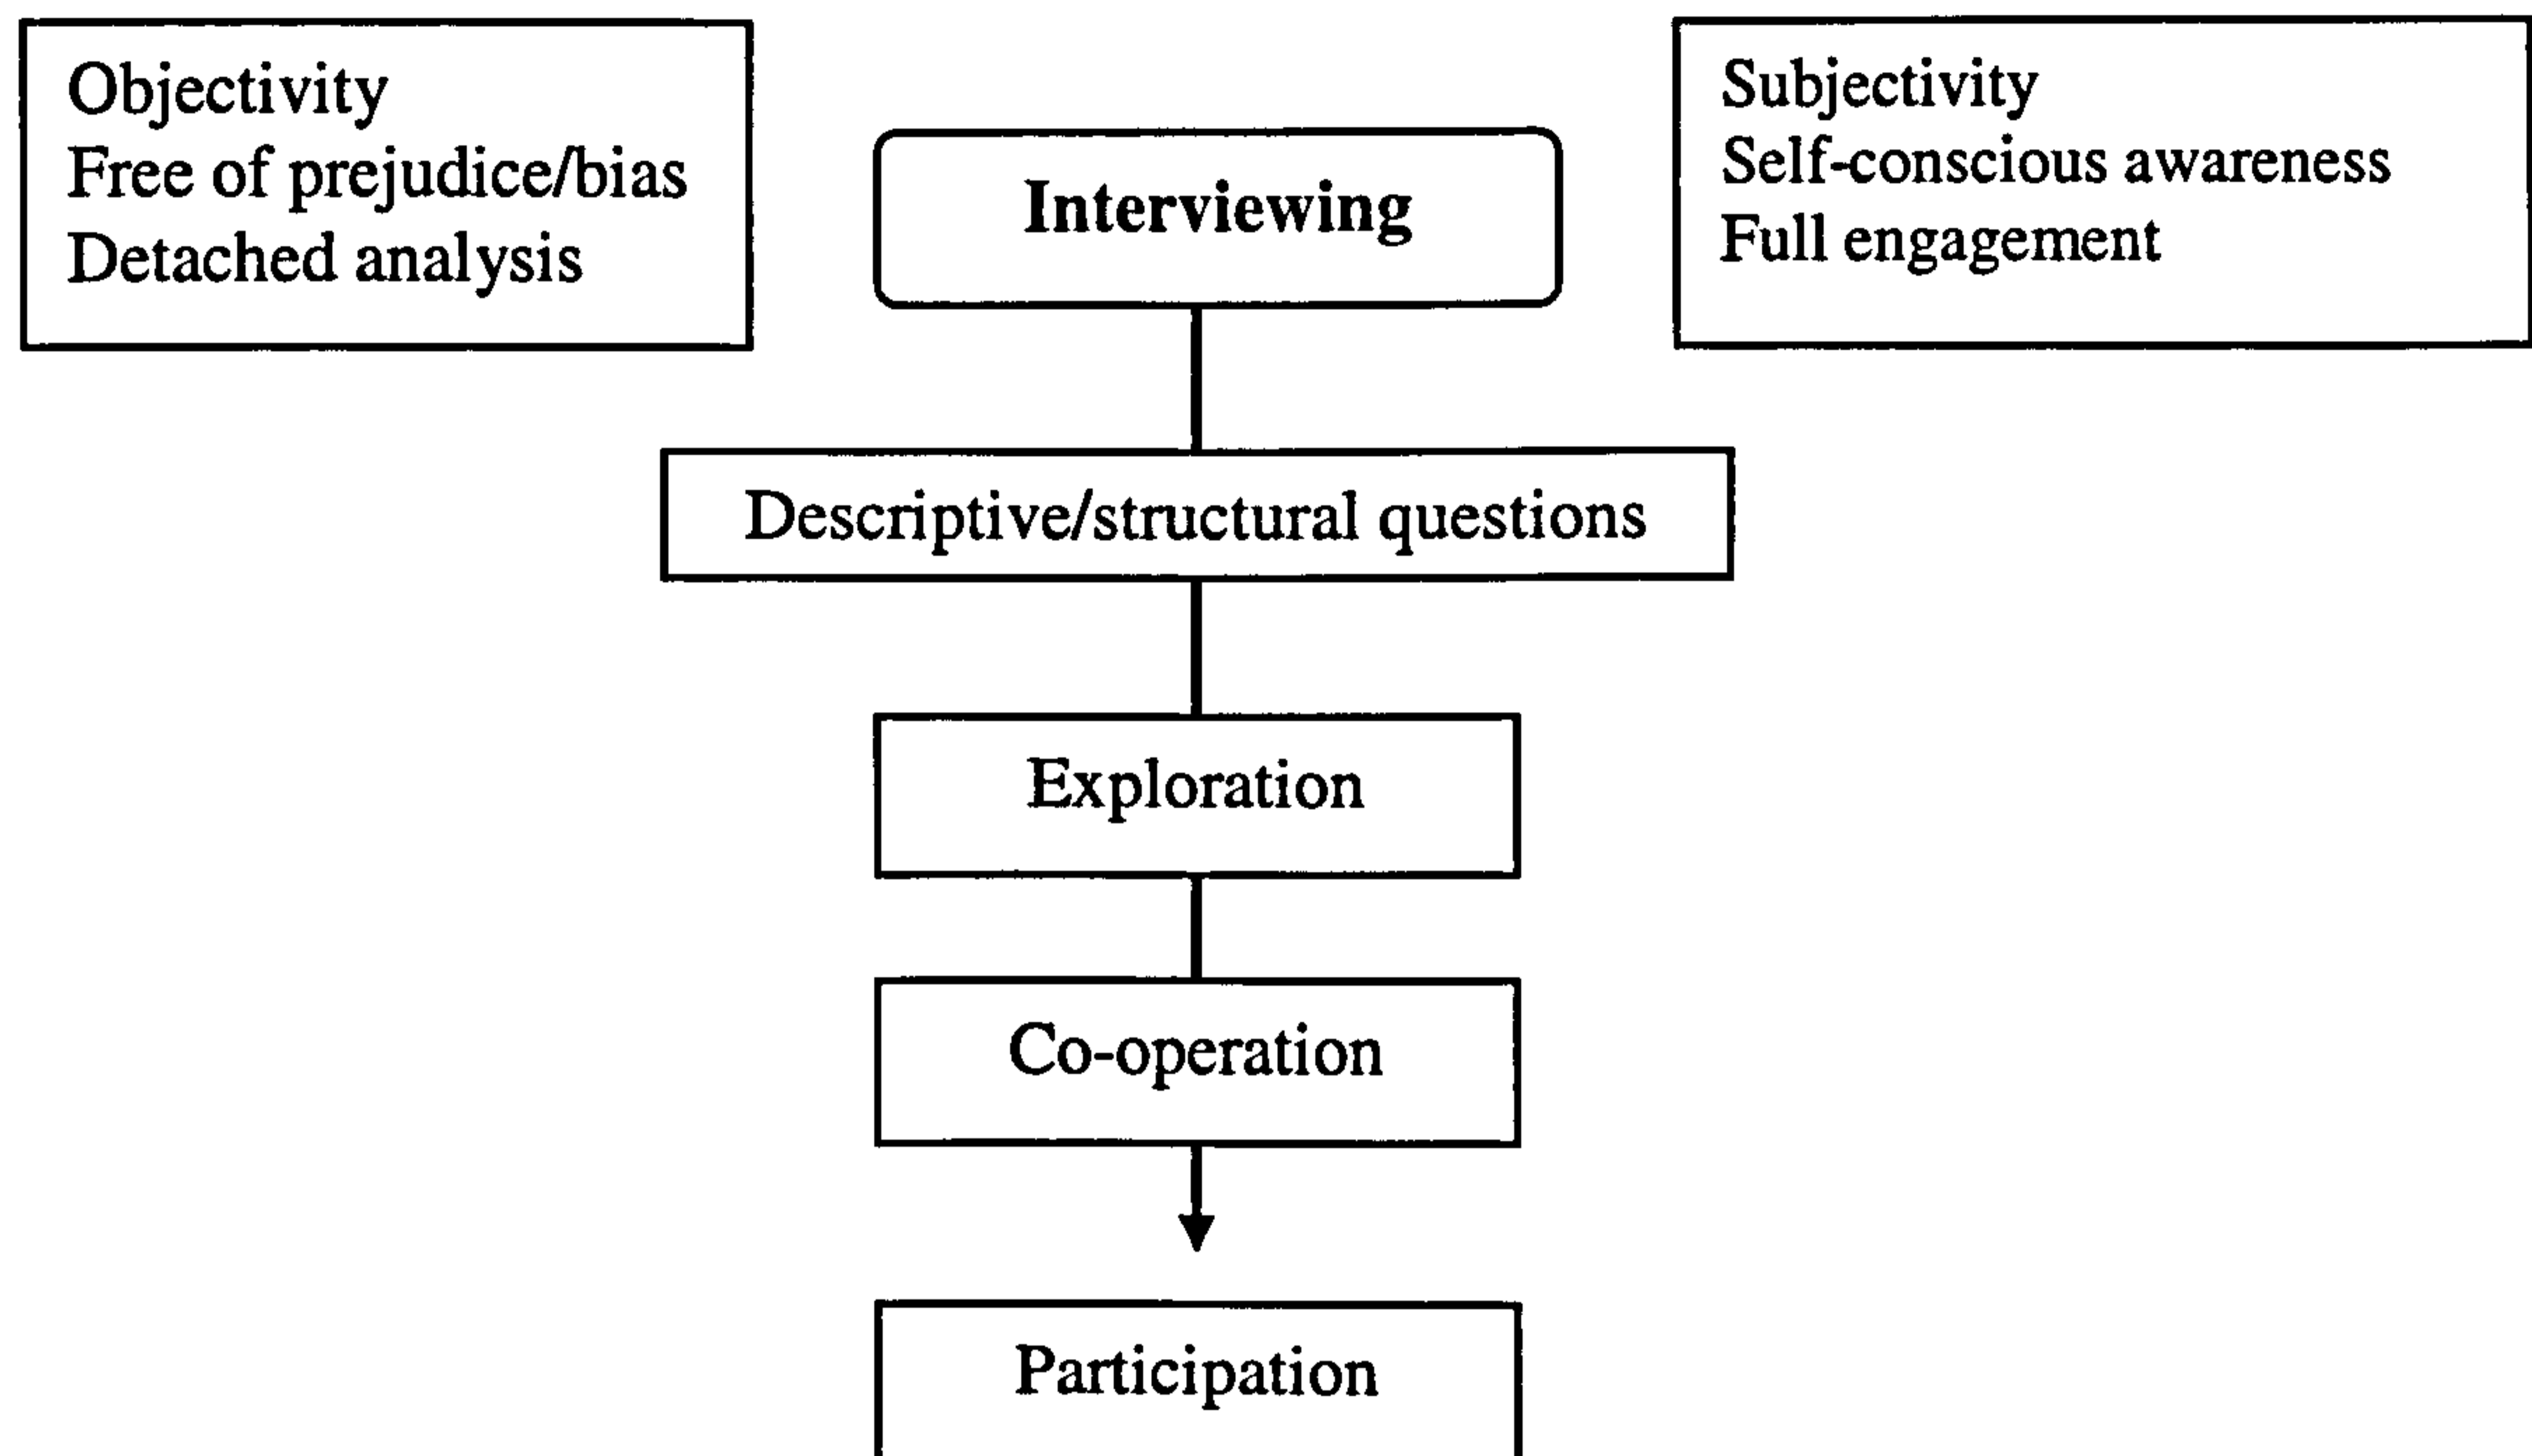 Objectivity
Free of prejudice/bias
Detached analysis
Interviewing
Subjectivity
Self-conscious awareness
Full engagement
Descriptive/structural questions
Exploration
Co-operation
Participation